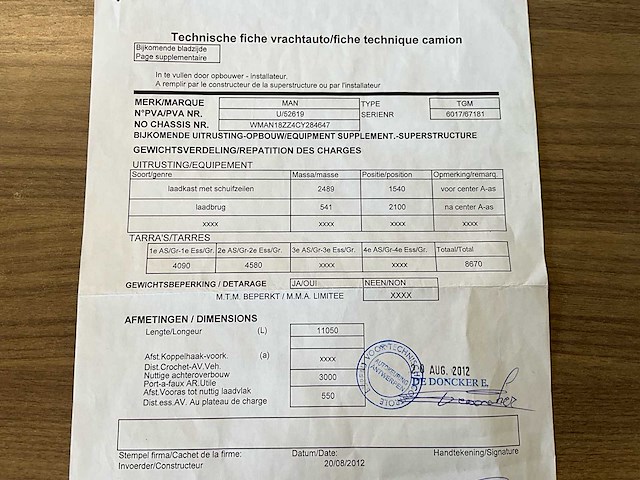 Technische fiche vrachtauto/fiche technique camion
Bijkomende bladzijde
Page supplementaire
In te vullen door opbouwer - installateur.
A remplir par le constructeur de la superstructure ou par l'installateur
MERK/MARQUE MAN TYPE TGM
N°PVA/PVA NR. U/52619 SERIENR 6017/67181
NO CHASSIS NR. WMAN18ZZ4CY284647
BIJKOMENDE UITRUSTING-OPBOUW/EQUIPMENT SUPPLEMENT.-SUPERSTRUCTURE
GEWICHTSVERDELING/REPATITION DES CHARGES
UITRUSTING/EQUIPEMENT
Soort/genre Massa/masse Positie/position Opmerking/remarq.
laadkast met schuifzeilen 2489 1540 voor center A-as
laadbrug 541 2100 na center A-as
xxxx xxxx xxxx xxxx
TARRA'S/TARRES
1e AS/Gr-1e Ess/Gr. 2e AS/Gr-2e Ess/Gr. 3e AS/Gr-3e Ess/Gr. 4e AS/Gr-4e Ess/Gr. Totaal/Total
4090 4580 xxxx xxxx 8670
GEWICHTSBEPERKING / DETARAGE JA/OUI NEEN/NON
M.T.M. BEPERKT / M.M.A. LIMITEE XXXX
AFMETINGEN / DIMENSIONS
Lengte/Longeur (L) 11050
Afst.Koppelhaak-voork. (a) xxxx
Dist.Crochet-AV.Veh.
Nuttige achteroverbouw 3000
Port-a-faux AR.Utile
Afst.Vooras tot nuttig laadvlak 550
Dist.ess.AV. Au plateau de charge
AUTOKEURING
ANTWERPEN
AUG. 2012
DE DONCKER E.
Stempel firma/Cachet de la firme: Datum/Date: Handtekening/Signature
Invoerder/Constructeur 20/08/2012